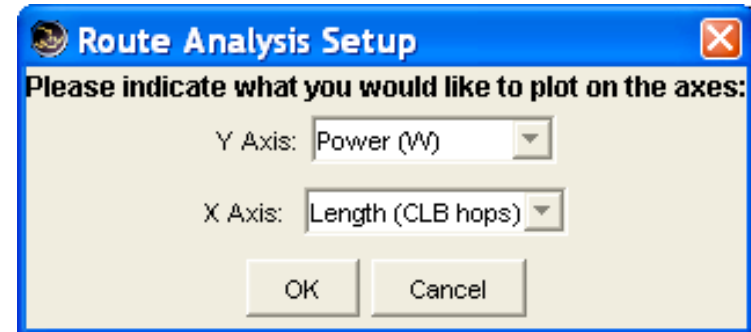 Route Analysis Setup
Please indicate what you would like to plot on the axes:
Y Axis: Power (W)
X Axis: Length (CLB hops)
OK Cancel